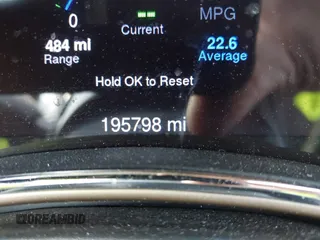 MPG
0
--
Current
484 mi
Range
22.6
Average
Hold OK to Reset
195798 mi
DREAMBID